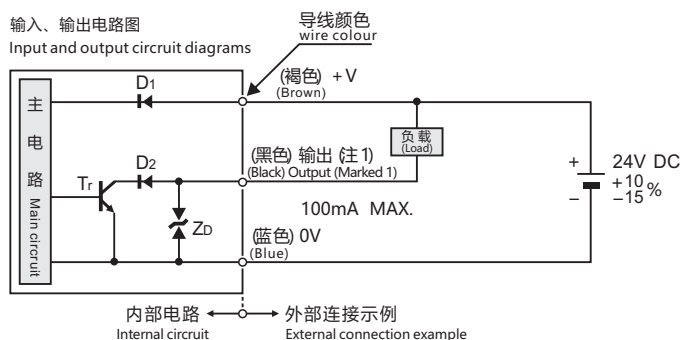 输入、输出电路图
Input and output circruit diagrams
导线颜色
wire colour
主电路
Main circruit
D1
(褐色) +V
(Brown)
负 载
(Load)
(黑色) 输出 (注 1)
(Black) Output (Marked 1)
D2
Tr
ZD
100mA MAX.
+
−
24V DC
+10
−15 %
(蓝色) 0V
(Blue)
内部电路
Internal circruit
外部连接示例
External connection example